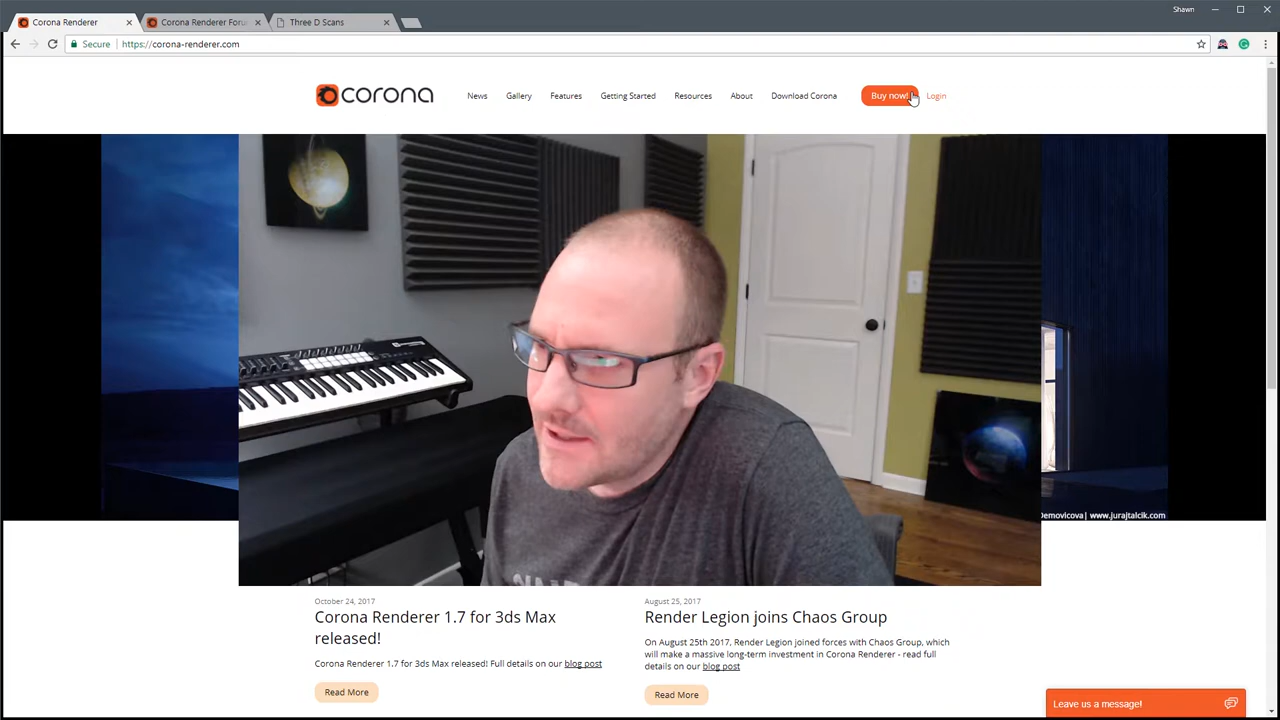 Shawn
Corona Renderer
Corona Renderer Foru
Three D Scans
Secure
https://corona-renderer.com
corona
News
Gallery
Features
Getting Started
Resources
About
Download Corona
Buy now!
Login
Demovicova| www.jurajtalcik.com
October 24, 2017
Corona Renderer 1.7 for 3ds Max
released!
Corona Renderer 1.7 for 3ds Max released! Full details on our blog post
Read More
August 25, 2017
Render Legion joins Chaos Group
On August 25th 2017, Render Legion joined forces with Chaos Group, which
will make a massive long-term investment in Corona Renderer - read full
details on our blog post
Read More
Leave us a message!